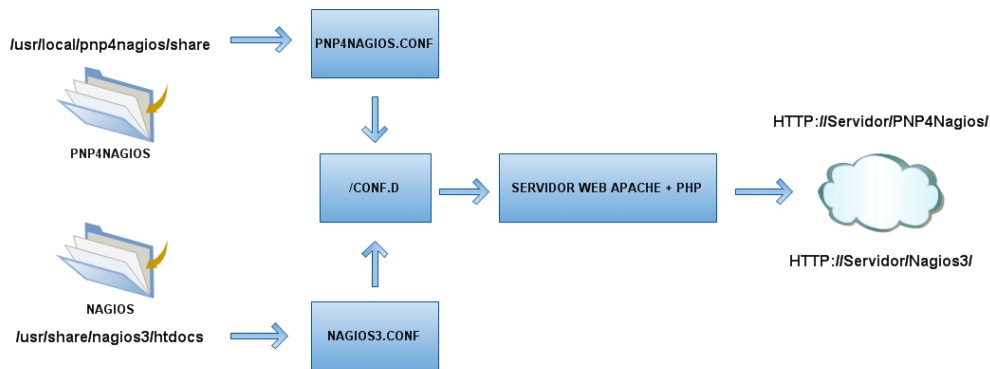 /usr/local/pnp4nagios/share
PNP4NAGIOS
PNP4NAGIOS.CONF
/CONF.D
SERVIDOR WEB APACHE + PHP
HTTP://Servidor/PNP4Nagios/
HTTP://Servidor/Nagios3/
NAGIOS
/usr/share/nagios3/htdocs
NAGIOS3.CONF